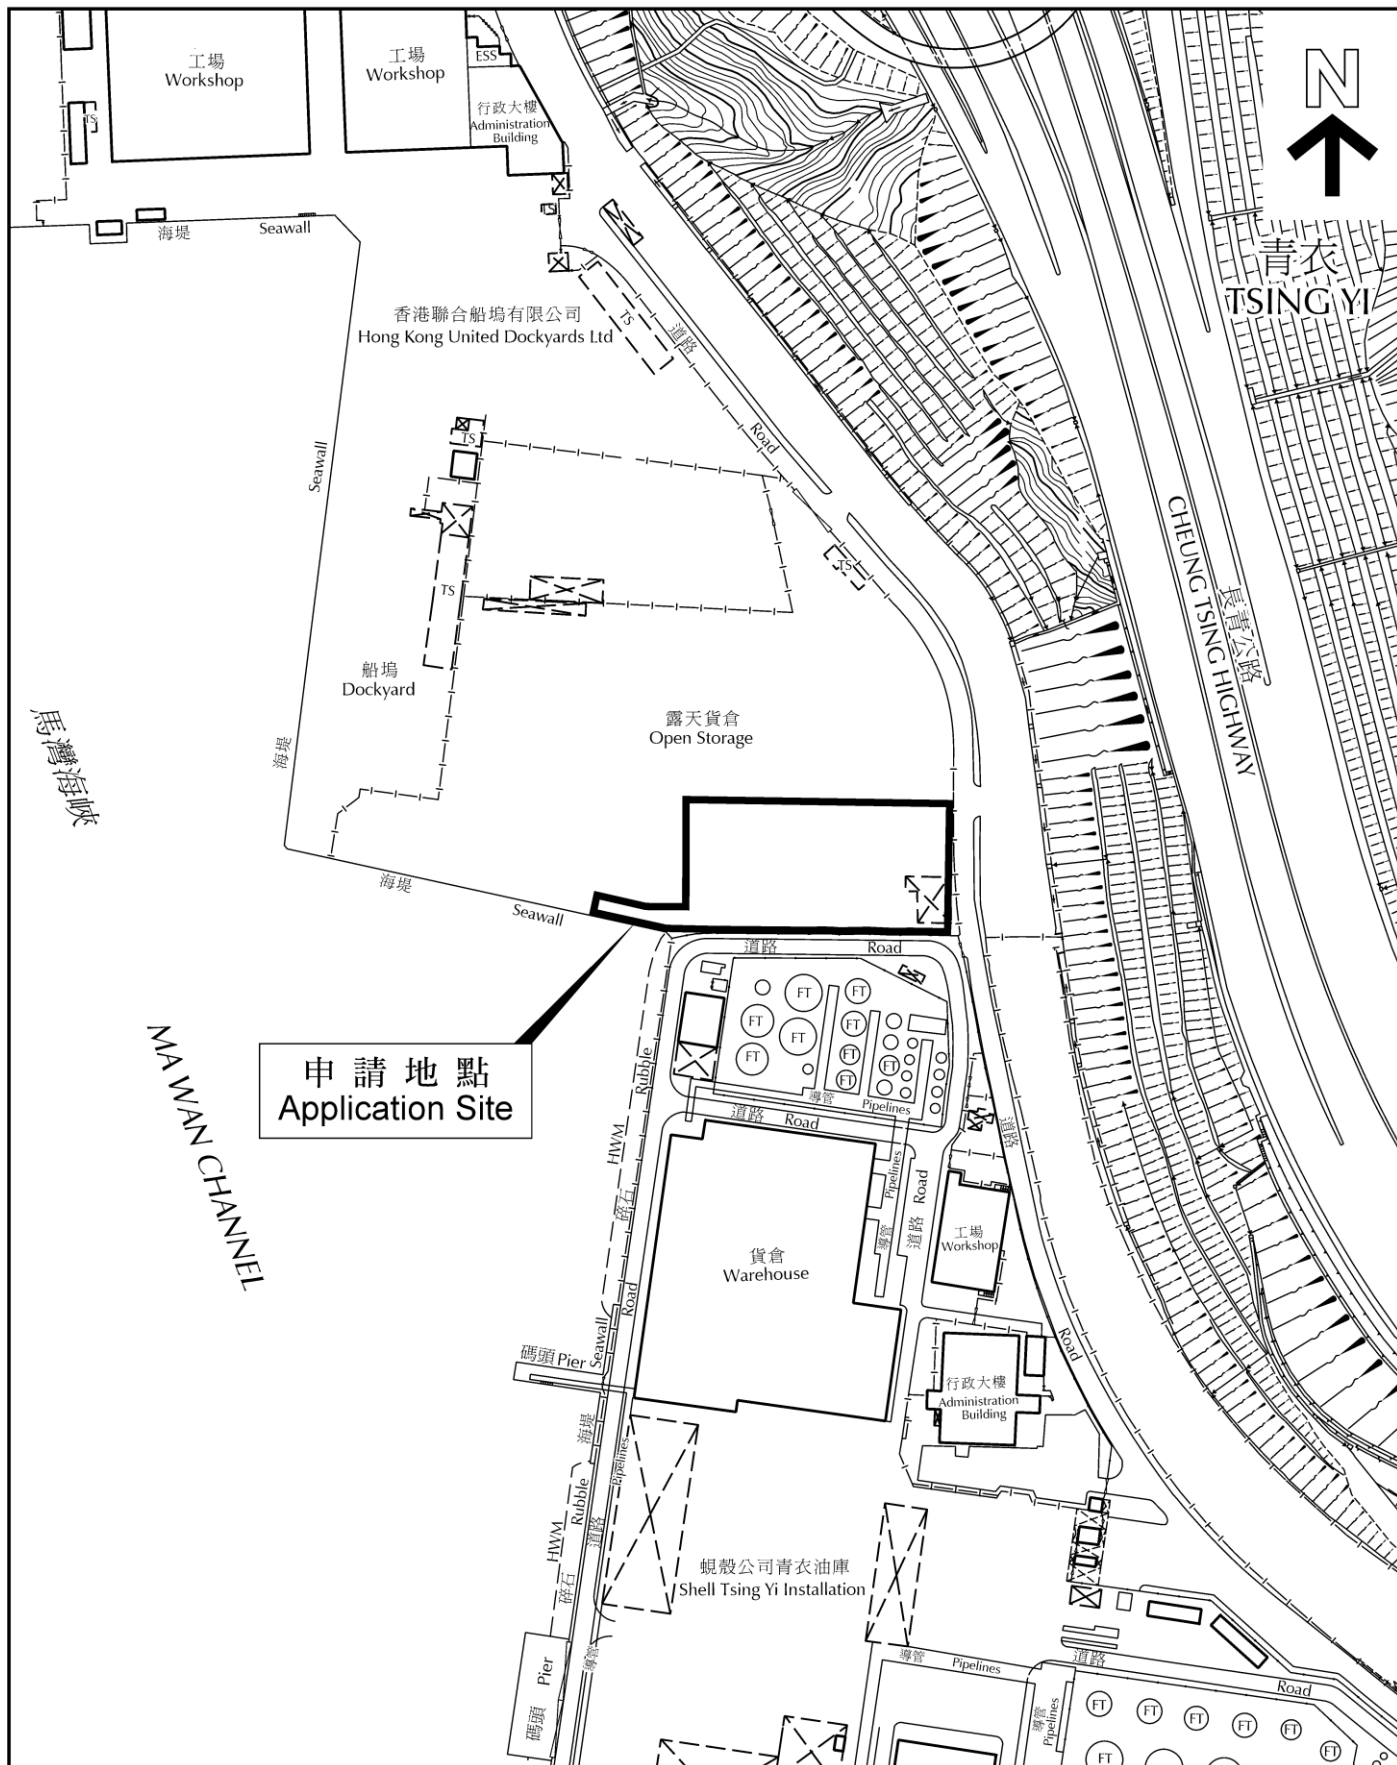 工場
Workshop
工場
Workshop
ESS
行政大樓
Administration
Building
TS
N
TS
海堤
Seawall
青衣
TSING YI
香港聯合船塢有限公司
Hong Kong United Dockyards Ltd
TS
道路
Road
Seawall
TS
TS
TS
CHEUNG TSING HIGHWAY
長青公路
船塢
Dockyard
露天貨倉
Open Storage
馬灣海峽
海堤
海堤
Seawall
道路
Road
申請地點
Application Site
MA WAN CHANNEL
FT
FT
FT
FT
FT
FT
FT
FT
FT
導管
Pipelines
道路
Road
Rubble
HWM
碎石
Road
道路
Pipelines
導管
道路
Road
工場
Workshop
貨倉
Warehouse
Seawall
碼頭 Pier
Road
行政大樓
Administration
Building
海堤
Pipelines
Rubble
道路
HWM
碎石
蜆殼公司青衣油庫
Shell Tsing Yi Installation
導管
Pier
碼頭
導管
Pipelines
道路
Road
導管
Pipelines
FT
FT
FT
FT
FT
FT
FT